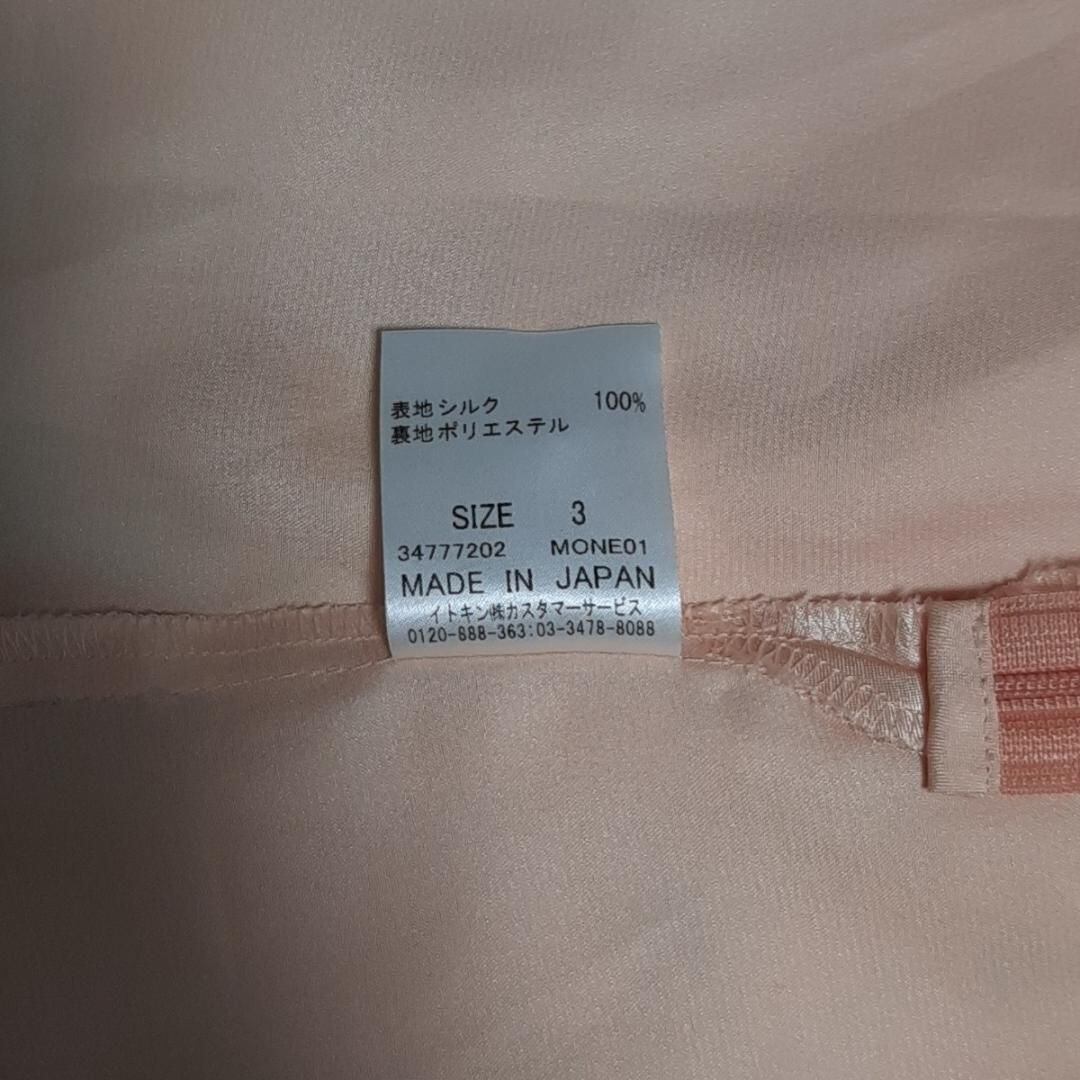 表地シルク 100%
裏地ポリエステル
SIZE 3
34777202 MONE01
MADE IN JAPAN
イトキン㈱カスタマーサービス
0120-888-363:03-3478-8088